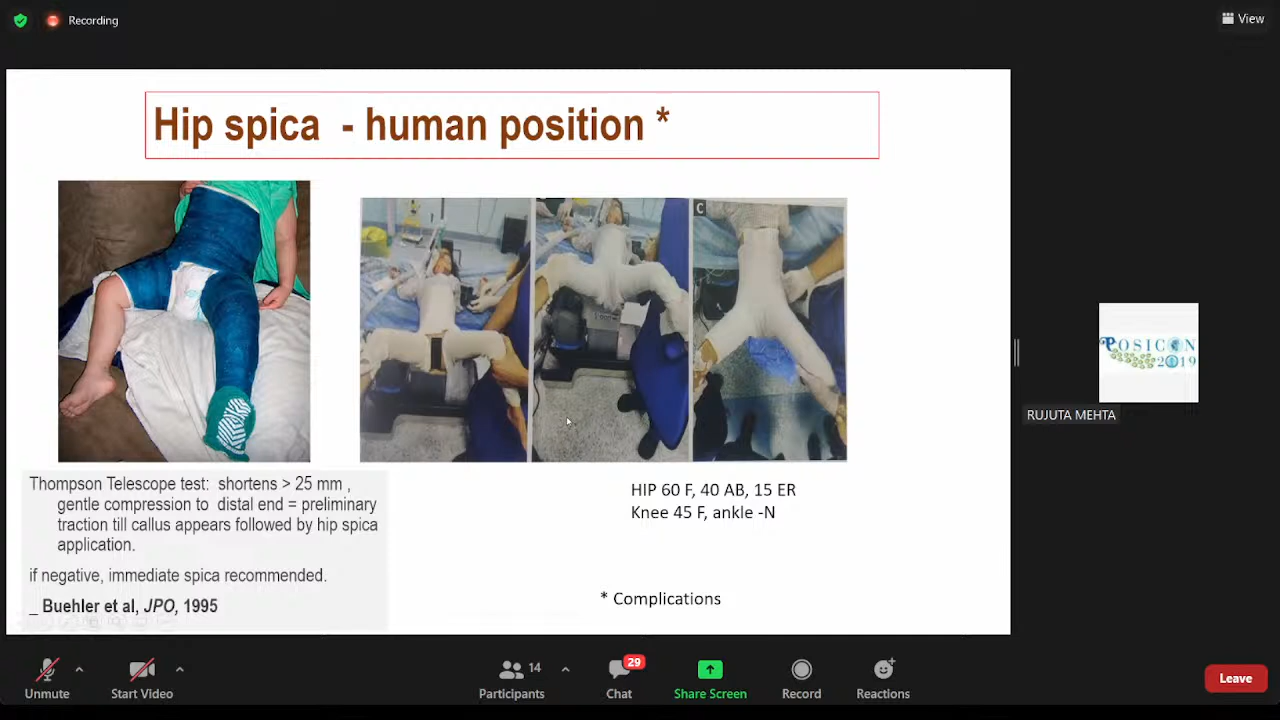 Recording
View
Hip spica - human position *
C
Thompson Telescope test: shortens > 25 mm ,
gentle compression to distal end = preliminary
traction till callus appears followed by hip spica
application.
if negative, immediate spica recommended.
_ Buehler et al, JPO, 1995
HIP 60 F, 40 AB, 15 ER
Knee 45 F, ankle -N
* Complications
POSICON
2019
RUJUTA MEHTA
Unmute
Start Video
14
Participants
29
Chat
Share Screen
Record
Reactions
Leave